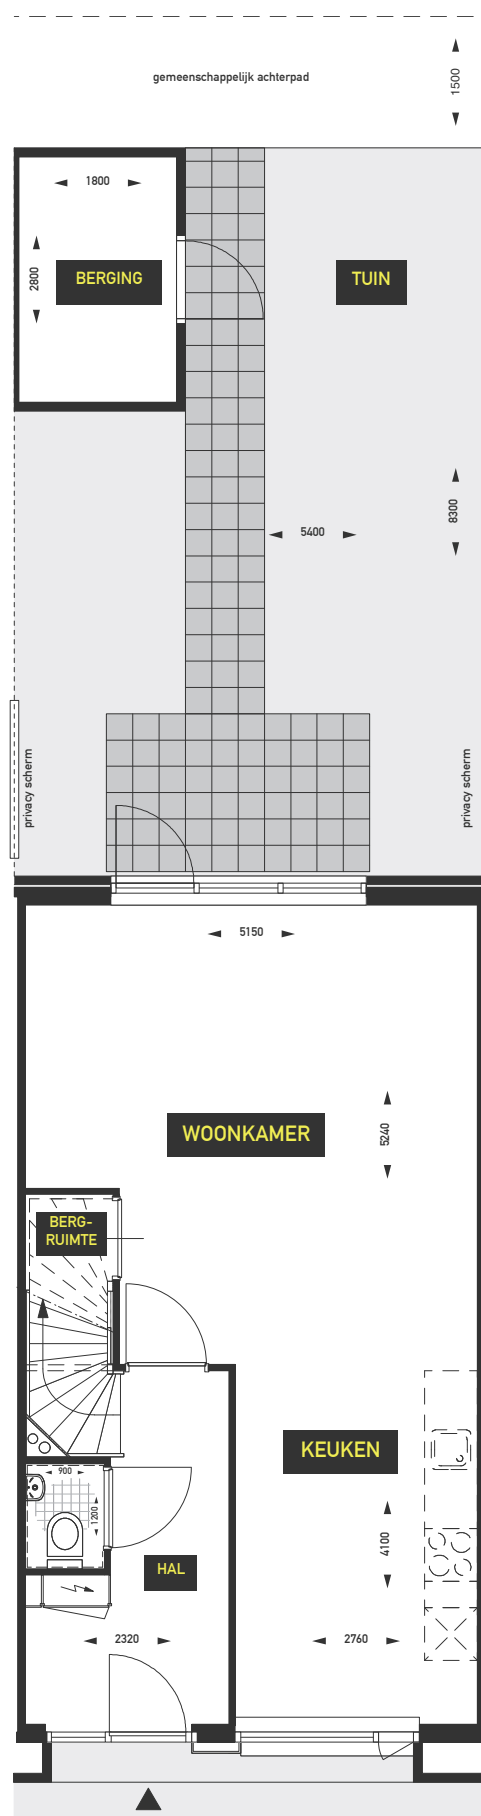 gemeenschappelijk achterpad
1500
1800
2800
BERGING
TUIN
8300
5400
privacy scherm
privacy scherm
5150
5240
WOONKAMER
BERG-
RUIMTE
KEUKEN
900
1200
4100
HAL
2320
2760